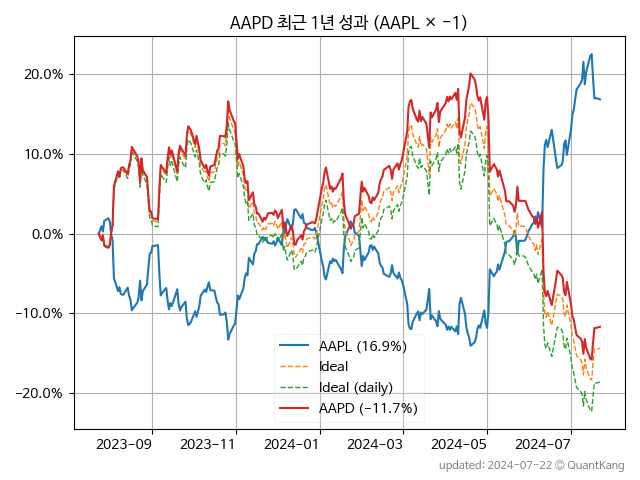 AAPD 최근 1년 성과 (AAPL × −1)
20.0%
10.0%
0.0%
−10.0%
−20.0%
AAPL (16.9%)
Ideal
Ideal (daily)
AAPD (−11.7%)
2023-09
2023-11
2024-01
2024-03
2024-05
2024-07
updated: 2024-07-22 © QuantKang